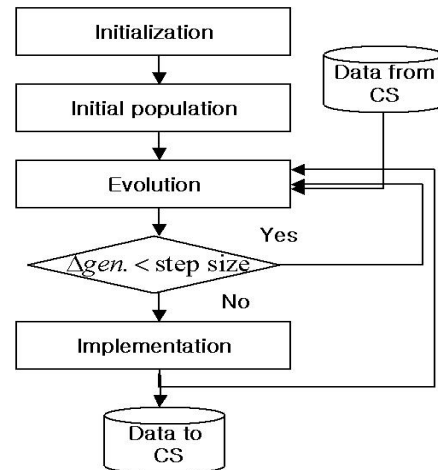 Initialization
Data from
CS
Initial population
Evolution
Yes
Δgen. < step size
No
Implementation
Data to
CS